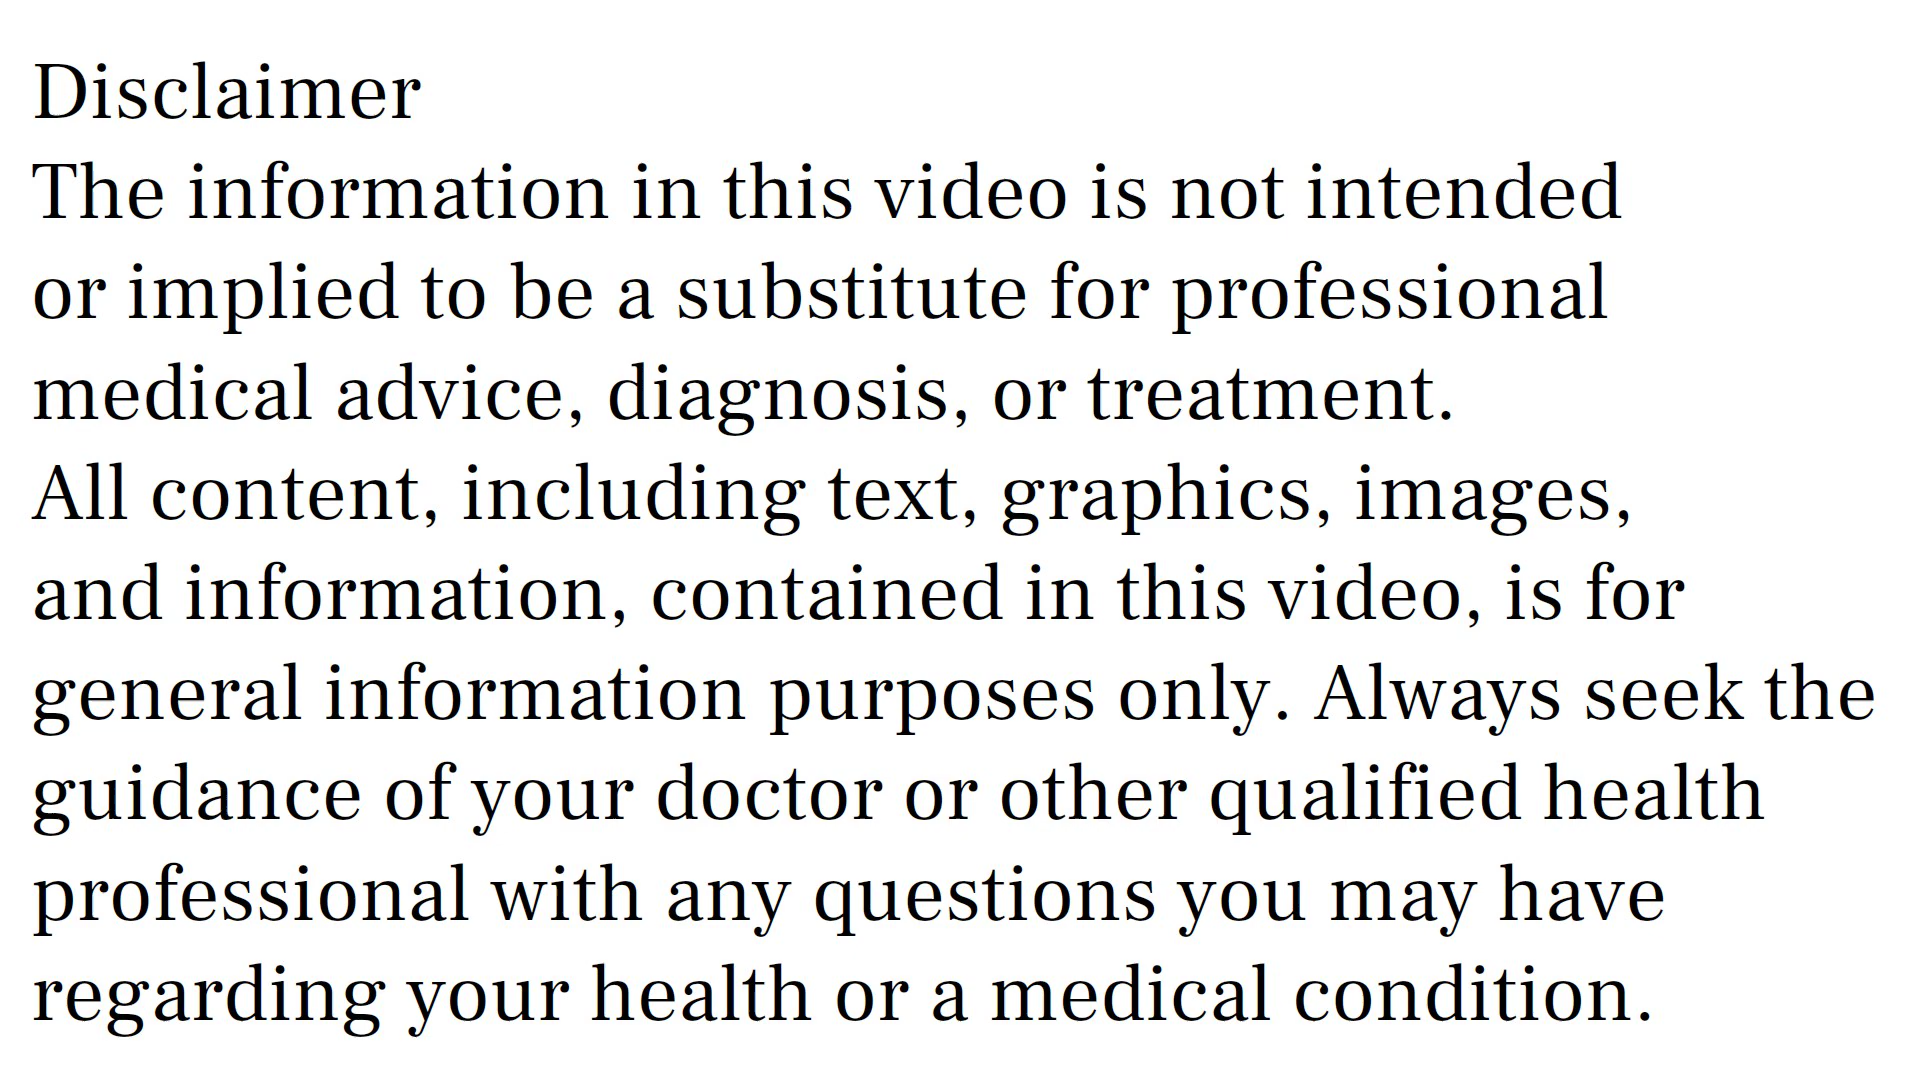 Disclaimer
The information in this video is not intended
or implied to be a substitute for professional
medical advice, diagnosis, or treatment.
All content, including text, graphics, images,
and information, contained in this video, is for
general information purposes only. Always seek the
guidance of your doctor or other qualified health
professional with any questions you may have
regarding your health or a medical condition.